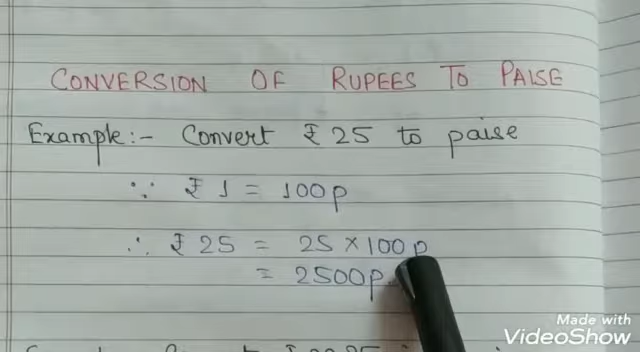 CONVERSION OF RUPEES TO PAISE
Example:- Convert ₹25 to paise
∵ ₹1 = 100p
∴ ₹25 = 25 × 100p
= 2500p
Made with
VideoShow